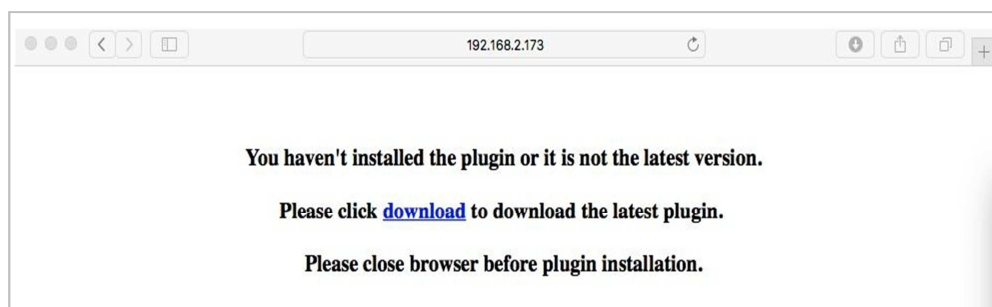 192.168.2.173
You haven't installed the plugin or it is not the latest version.
Please click download to download the latest plugin.
Please close browser before plugin installation.